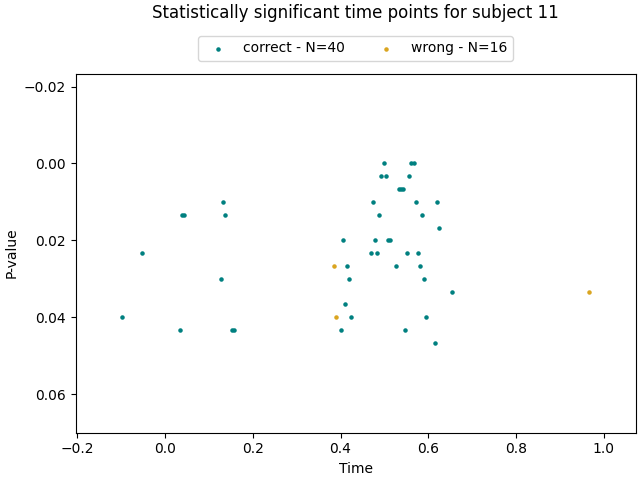 Statistically significant time points for subject 11
correct - N=40
wrong - N=16
−0.02
0.00
0.02
0.04
0.06
P-value
−0.2
0.0
0.2
0.4
0.6
0.8
1.0
Time